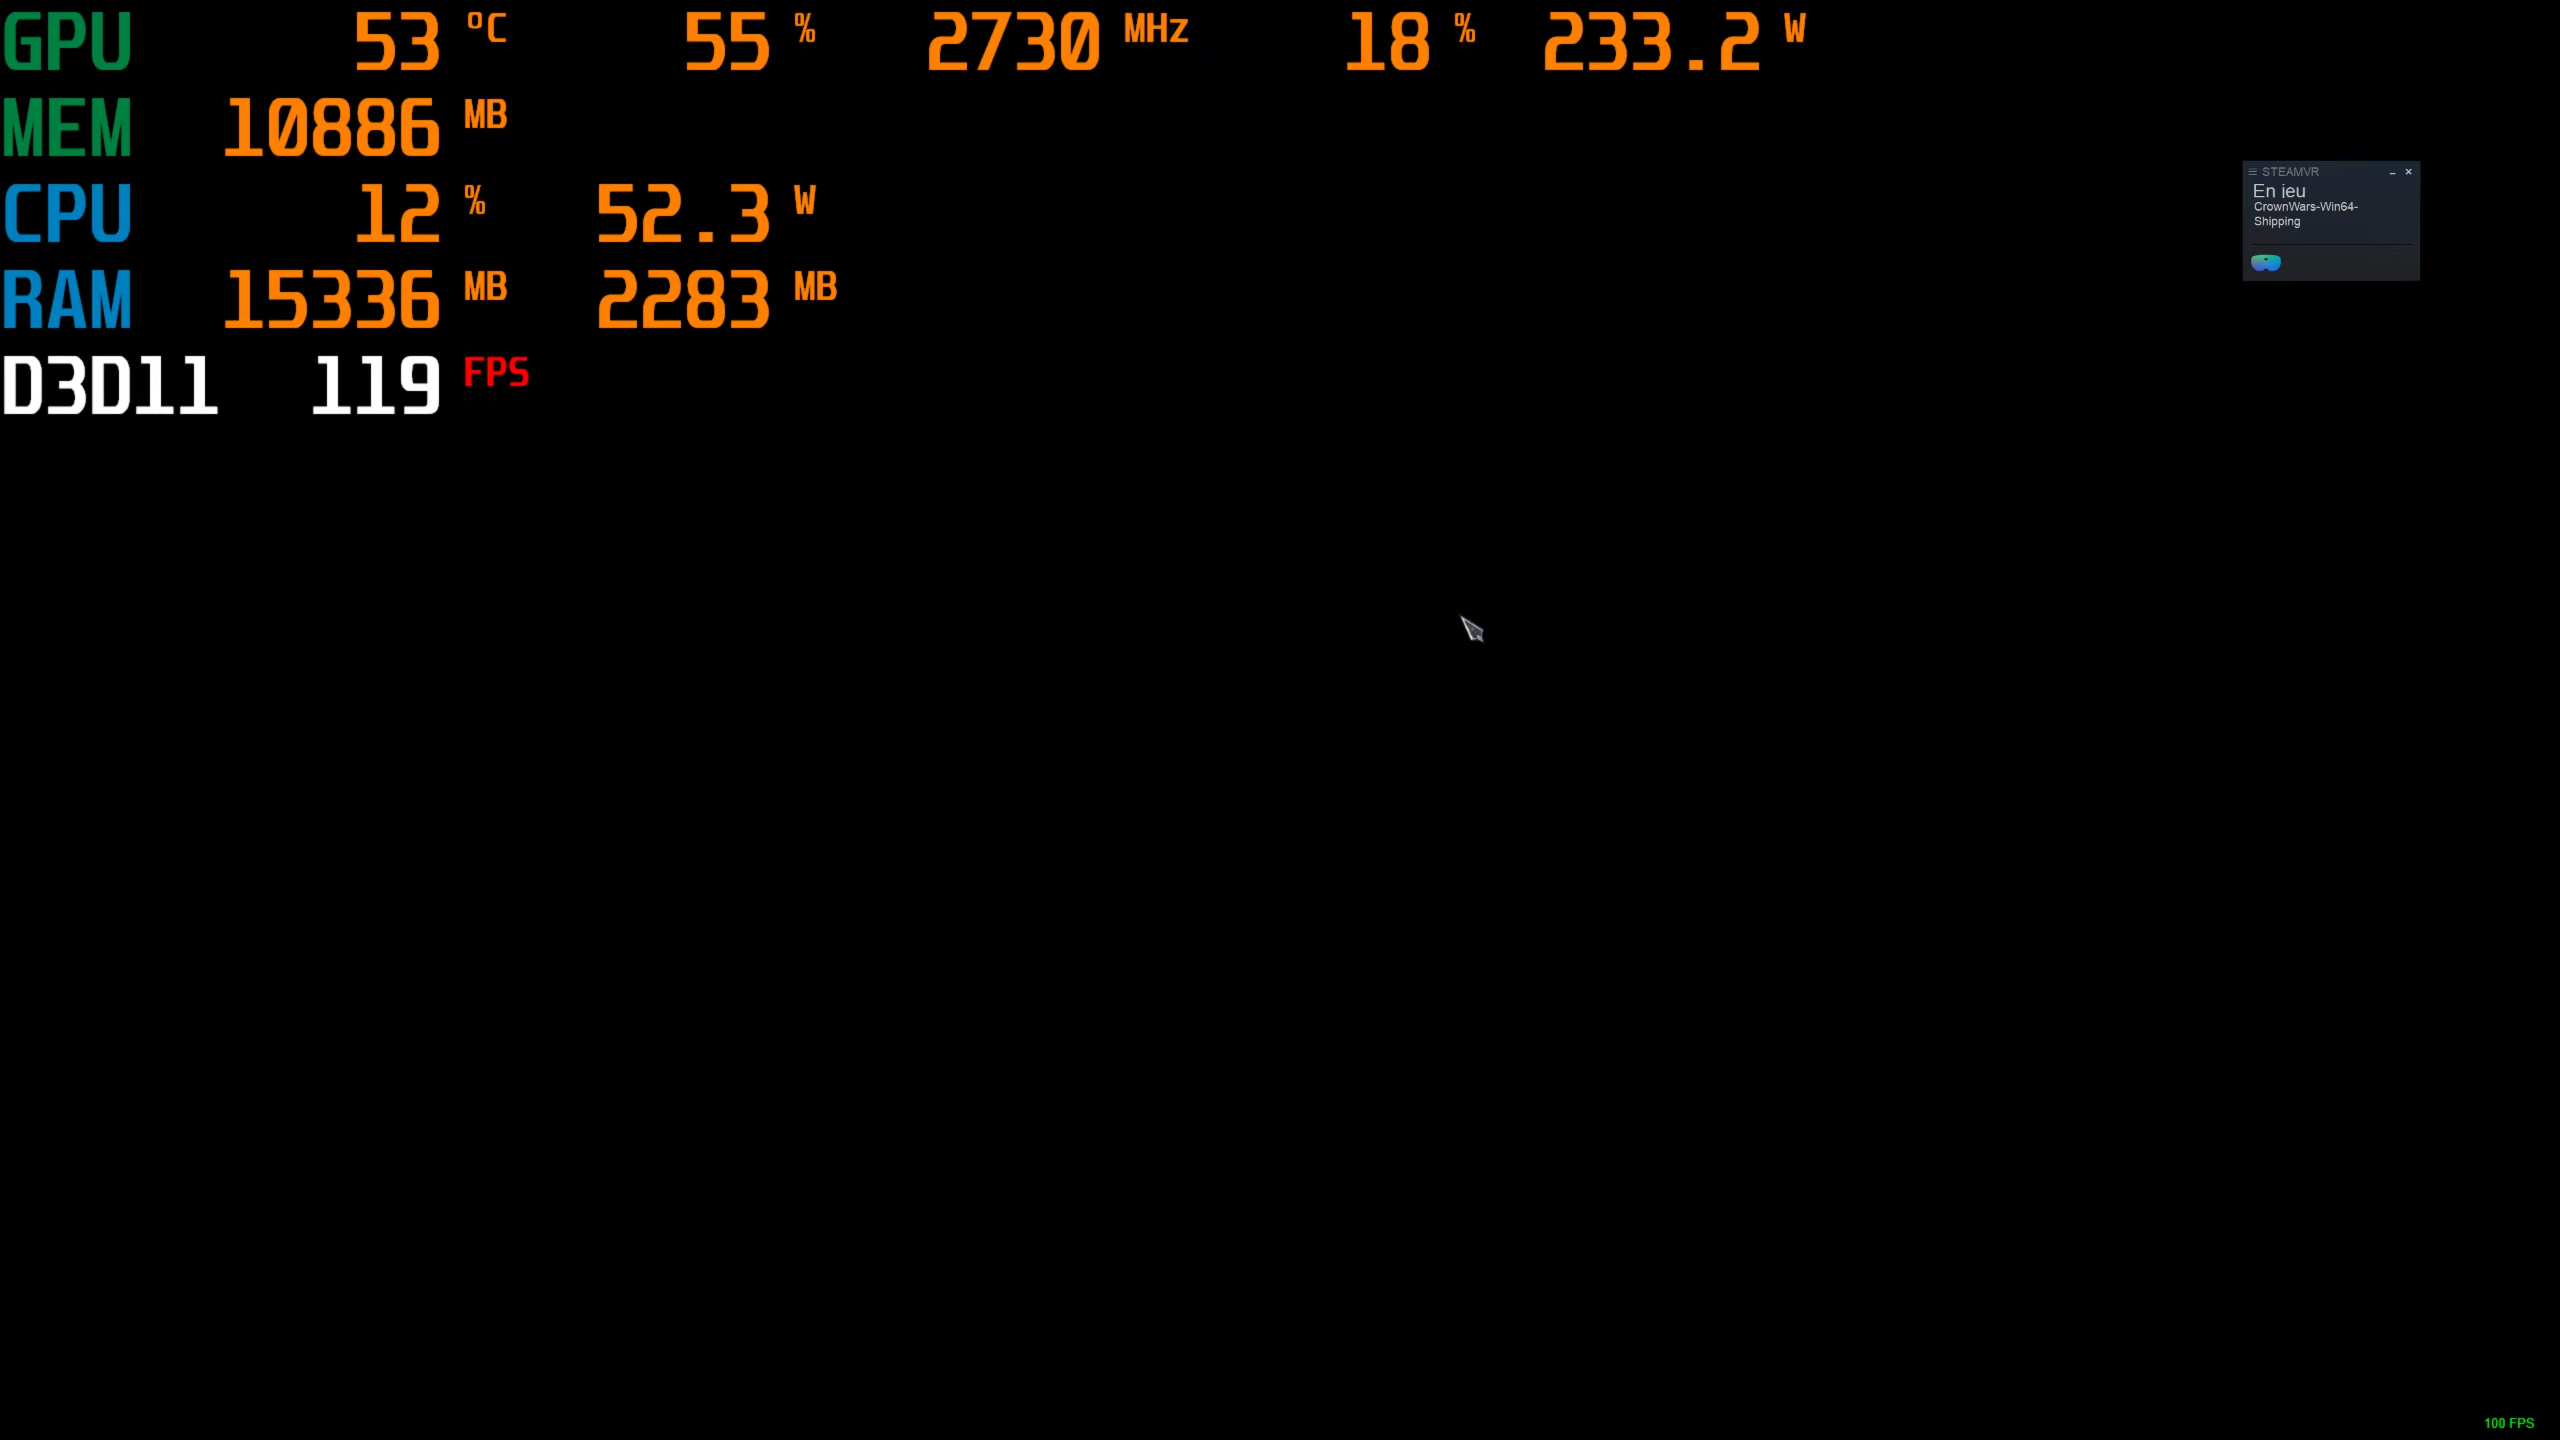 GPU 53 °C 55 % 2730 MHz 18 % 233.2 W
MEM 10886 MB
CPU 12 % 52.3 W
RAM 15336 MB 2283 MB
D3D11 119 FPS
STEAMVR
En jeu
CrownWars-Win64-
Shipping
100 FPS